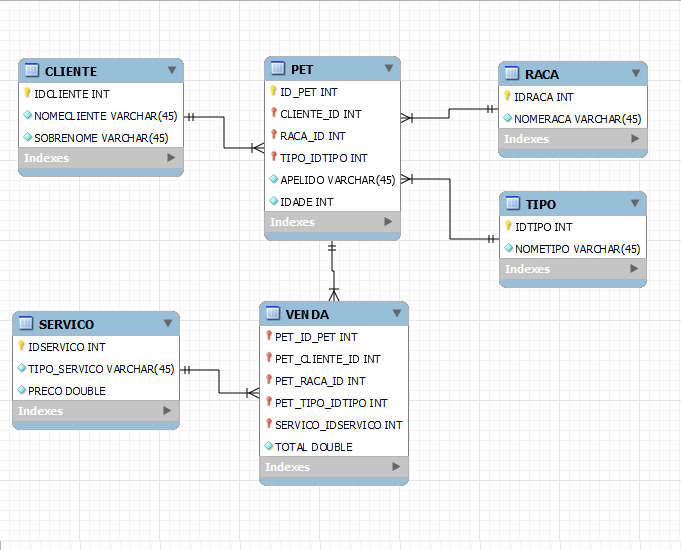 CLIENTE
IDCLIENTE INT
NOMECLIENTE VARCHAR(45)
SOBRENOME VARCHAR(45)
Indexes
PET
ID_PET INT
CLIENTE_ID INT
RACA_ID INT
TIPO_IDTIPO INT
APELIDO VARCHAR(45)
IDADE INT
Indexes
RACA
IDRACA INT
NOMERACA VARCHAR(45)
Indexes
TIPO
IDTIPO INT
NOMETIPO VARCHAR(45)
Indexes
SERVICO
IDSERVICO INT
TIPO_SERVICO VARCHAR(45)
PRECO DOUBLE
Indexes
VENDA
PET_ID_PET INT
PET_CLIENTE_ID INT
PET_RACA_ID INT
PET_TIPO_IDTIPO INT
SERVICO_IDSERVICO INT
TOTAL DOUBLE
Indexes